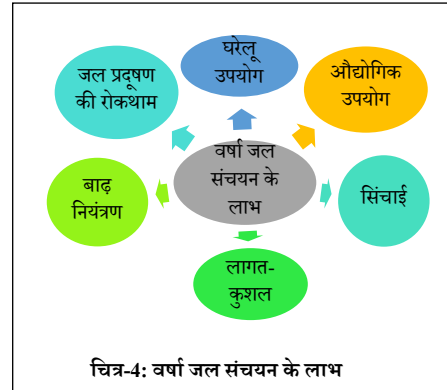 घरेलू
उपयोग
जल प्रदूषण
की रोकथाम
औद्योगिक
उपयोग
वर्षा जल
संचयन के
लाभ
बाढ़
नियंत्रण
सिंचाई
लागत-
कुशल
चित्र-4: वर्षा जल संचयन के लाभ